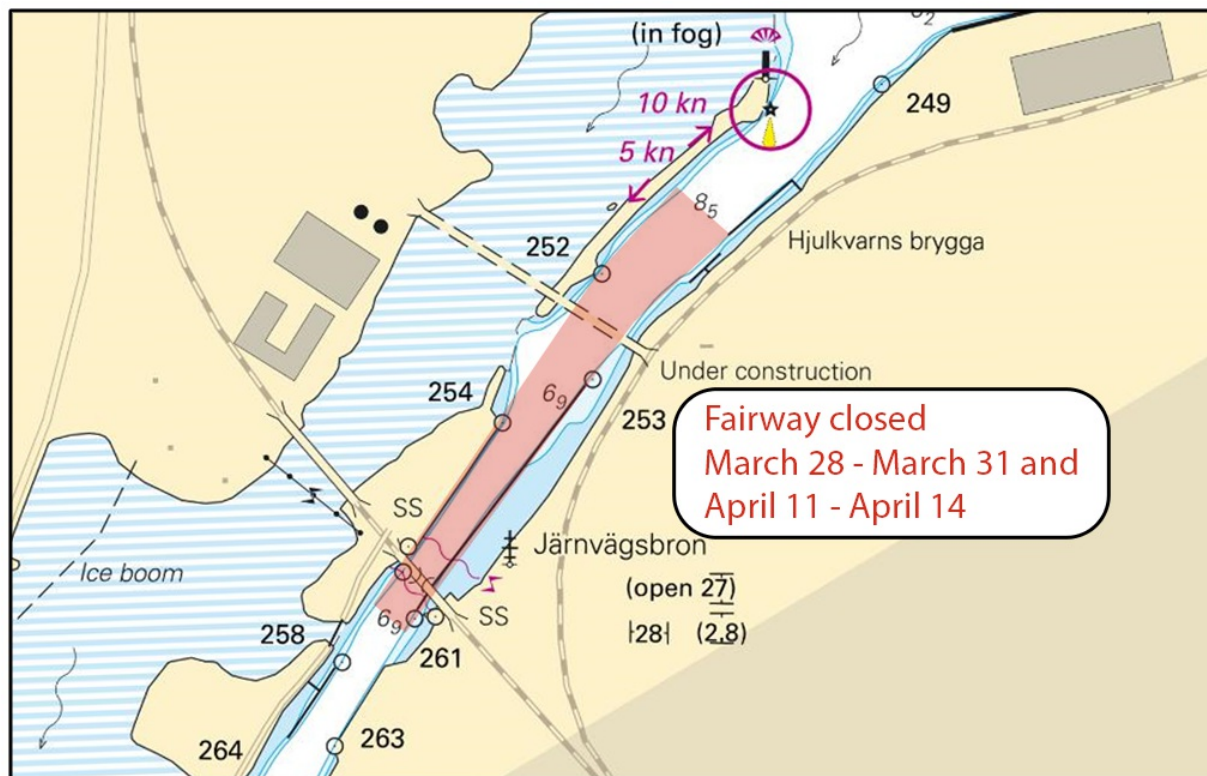 8₂
(in fog)
10 kn
249
5 kn
8₅
252
Hjulkvarns brygga
Under construction
254
6₉
253
Fairway closed
March 28 - March 31 and
April 11 - April 14
SS
Järnvägsbron
Ice boom
(open 27)
SS
6₉
28 (2,8)
258
261
264
263